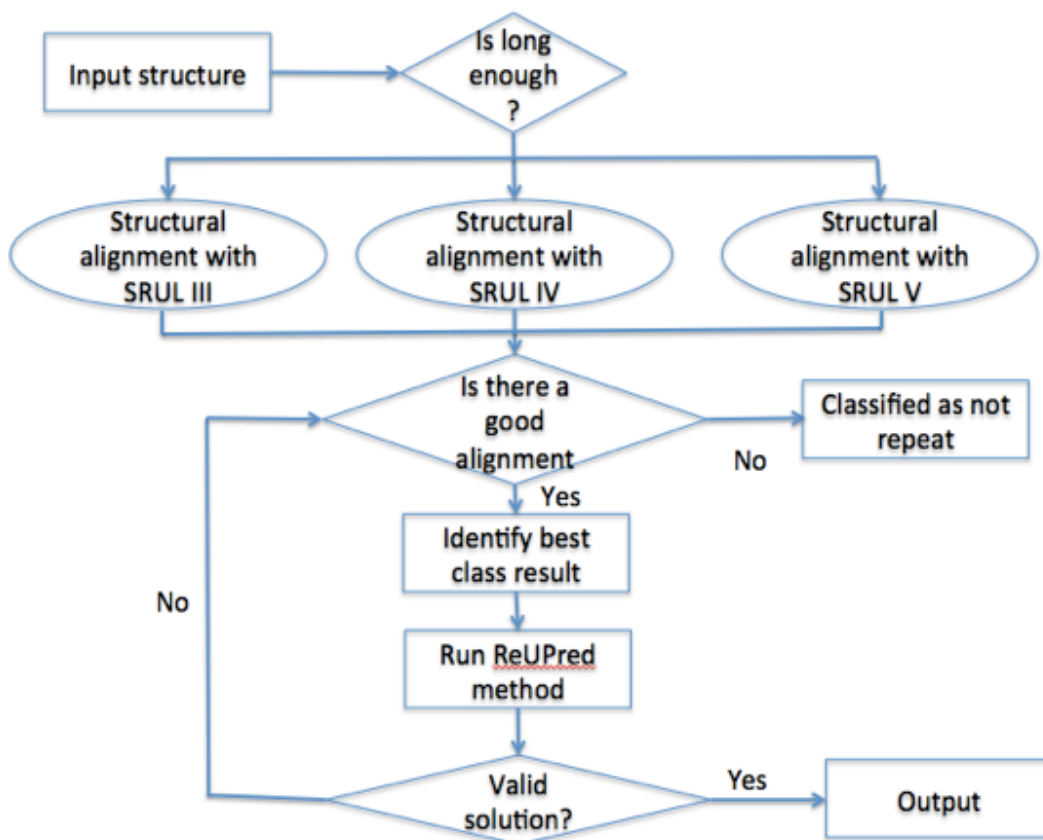 Input structure
Is long
enough
?
Structural
alignment with
SRUL III
Structural
alignment with
SRUL IV
Structural
alignment with
SRUL V
Is there a
good
alignment
Classified as not
repeat
No
Yes
Identify best
class result
No
Run ReUPred
method
Valid
solution?
Yes
Output